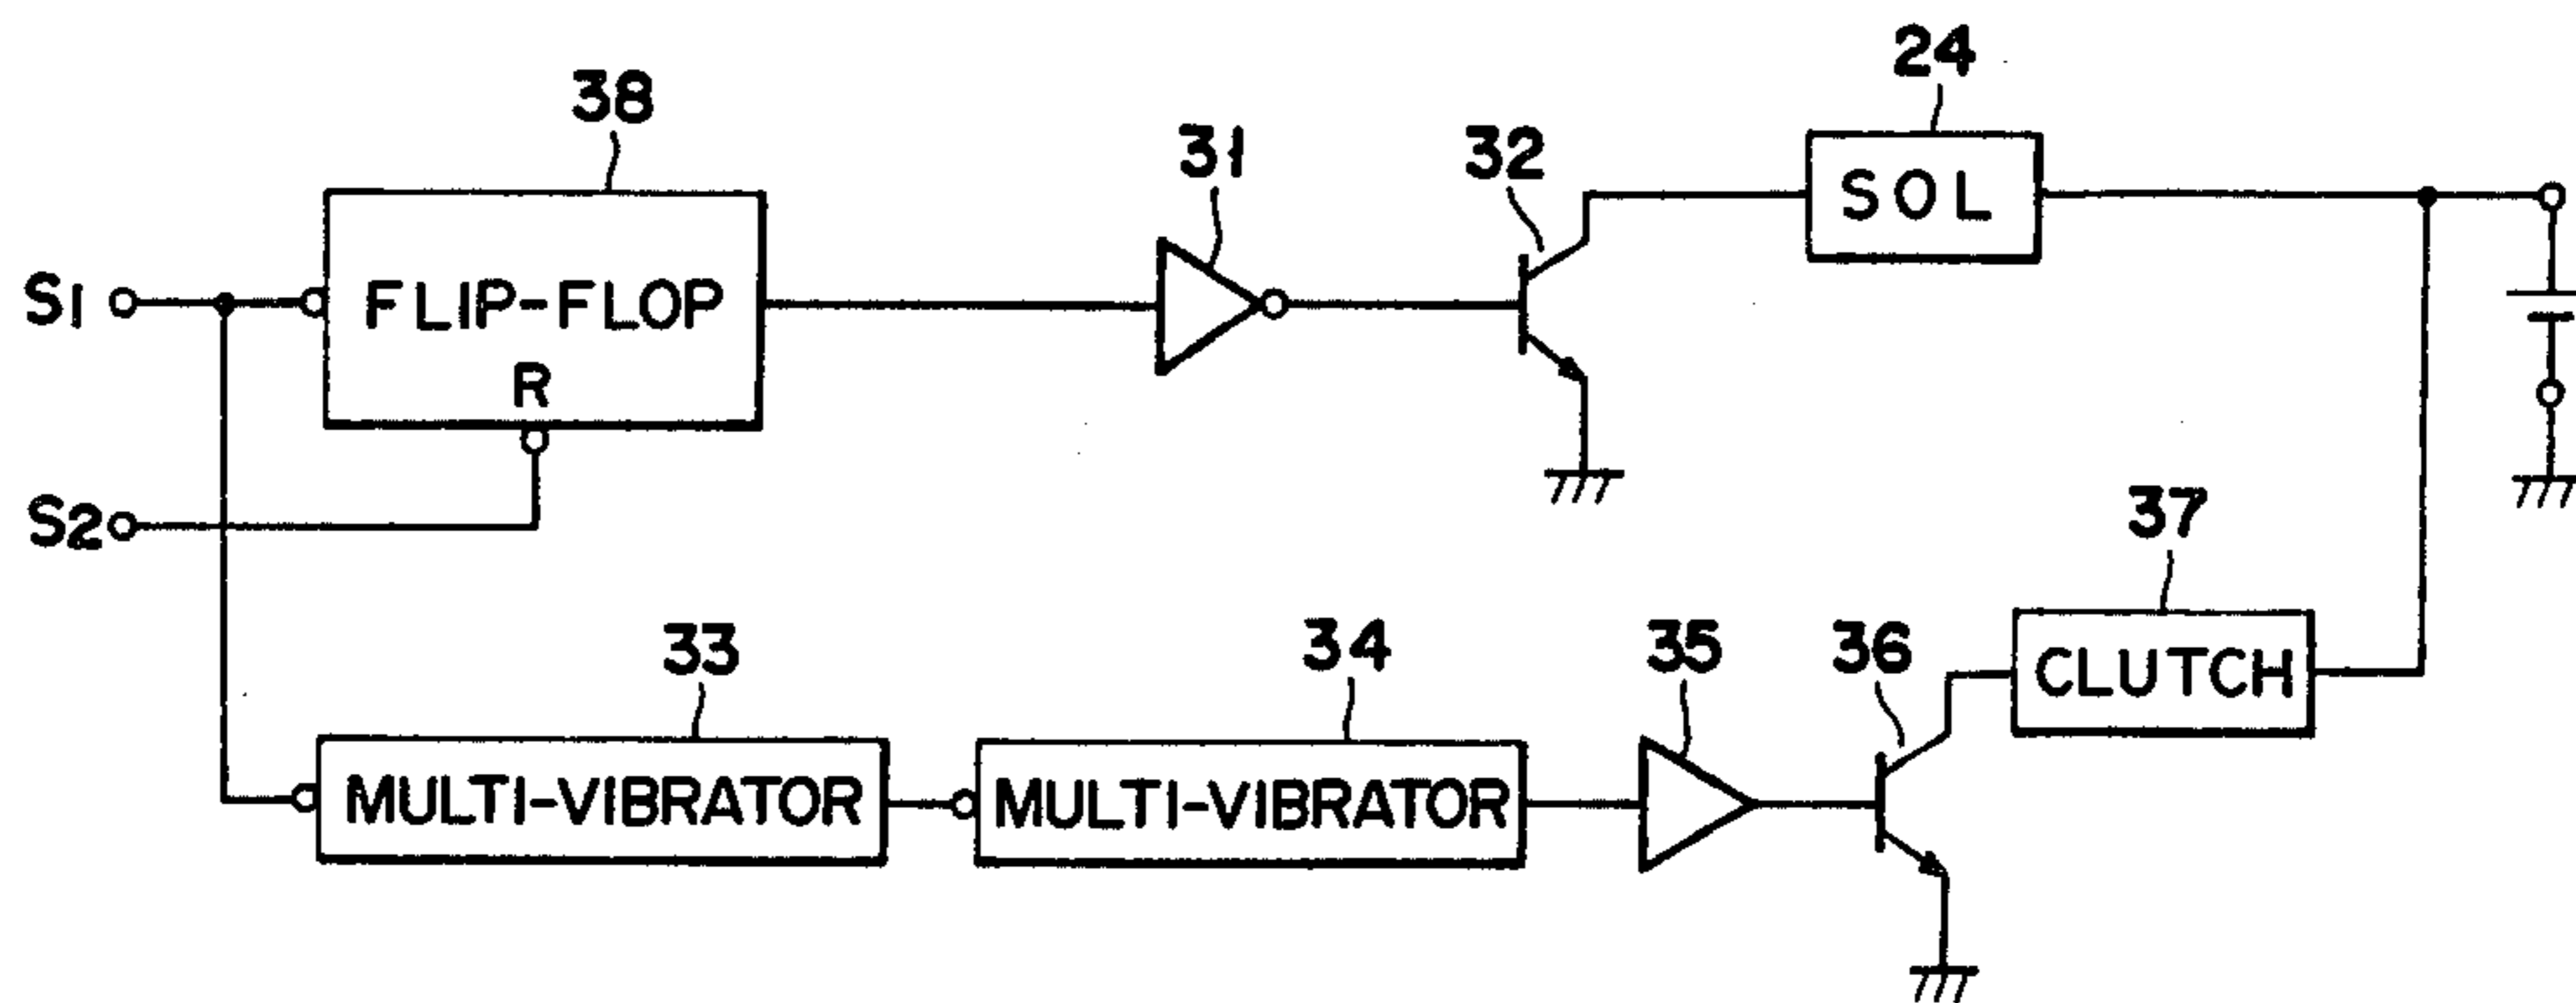 38
24
31
32
SOL
S1
FLIP-FLOP
R
S2
37
33
34
35
36
CLUTCH
MULTI-VIBRATOR
MULTI-VIBRATOR